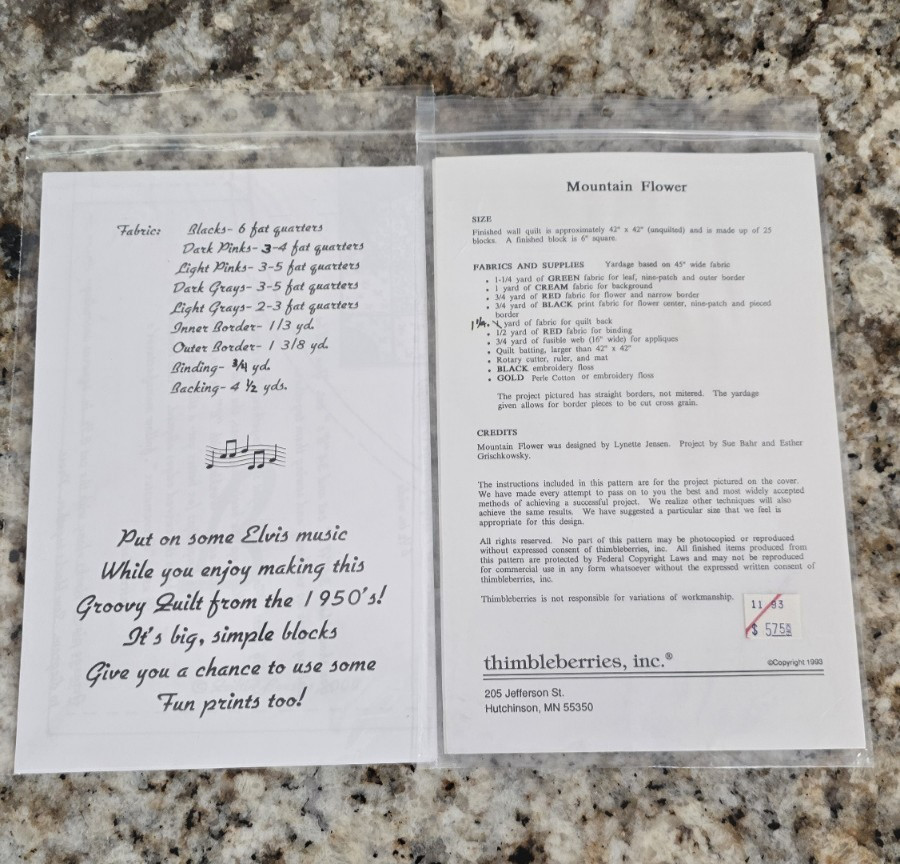 Fabric: Blacks- 6 fat quarters
Dark Pinks- 3-4 fat quarters
Light Pinks- 3-5 fat quarters
Dark Grays- 3-5 fat quarters
Light Grays- 2-3 fat quarters
Inner Border- 1/3 yd.
Outer Border- 1 3/8 yd.
Binding- 3/4 yd.
Backing- 4 1/2 yds.
Put on some Elvis music
While you enjoy making this
Groovy Quilt from the 1950's!
It's big, simple blocks
Give you a chance to use some
Fun prints too!
Mountain Flower
SIZE
Finished wall quilt is approximately 42" x 42" (unquilted) and is made up of 25
blocks. A finished block is 6" square.
FABRICS AND SUPPLIES Yardage based on 45" wide fabric
• 1-1/4 yard of GREEN fabric for leaf, nine-patch and outer border
• 1 yard of CREAM fabric for background
• 3/4 yard of RED fabric for flower and narrow border
• 3/4 yard of BLACK print fabric for flower center, nine-patch and pieced
border
yard of fabric for quilt back
• 1/2 yard of RED fabric for binding
• 3/4 yard of fusible web (16" wide) for appliques
• Quilt batting, larger than 42" x 42"
• Rotary cutter, ruler, and mat
• BLACK embroidery floss
• GOLD Perle Cotton or embroidery floss
The project pictured has straight borders, not mitered. The yardage
given allows for border pieces to be cut cross grain.
CREDITS
Mountain Flower was designed by Lynette Jensen. Project by Sue Bahr and Esther
Grischkowsky.
The instructions included in this pattern are for the project pictured on the cover.
We have made every attempt to pass on to you the best and most widely accepted
methods of achieving a successful project. We realize other techniques will also
achieve the same results. We have suggested a particular size that we feel is
appropriate for this design.
All rights reserved. No part of this pattern may be photocopied or reproduced
without expressed consent of thimbleberries, inc. All finished items produced from
this pattern are protected by Federal Copyright Laws and may not be reproduced
for commercial use in any form whatsoever without the expressed written consent of
thimbleberries, inc.
Thimbleberries is not responsible for variations of workmanship.
11 93
$ 5.75
thimbleberries, inc.® ©Copyright 1993
205 Jefferson St.
Hutchinson, MN 55350